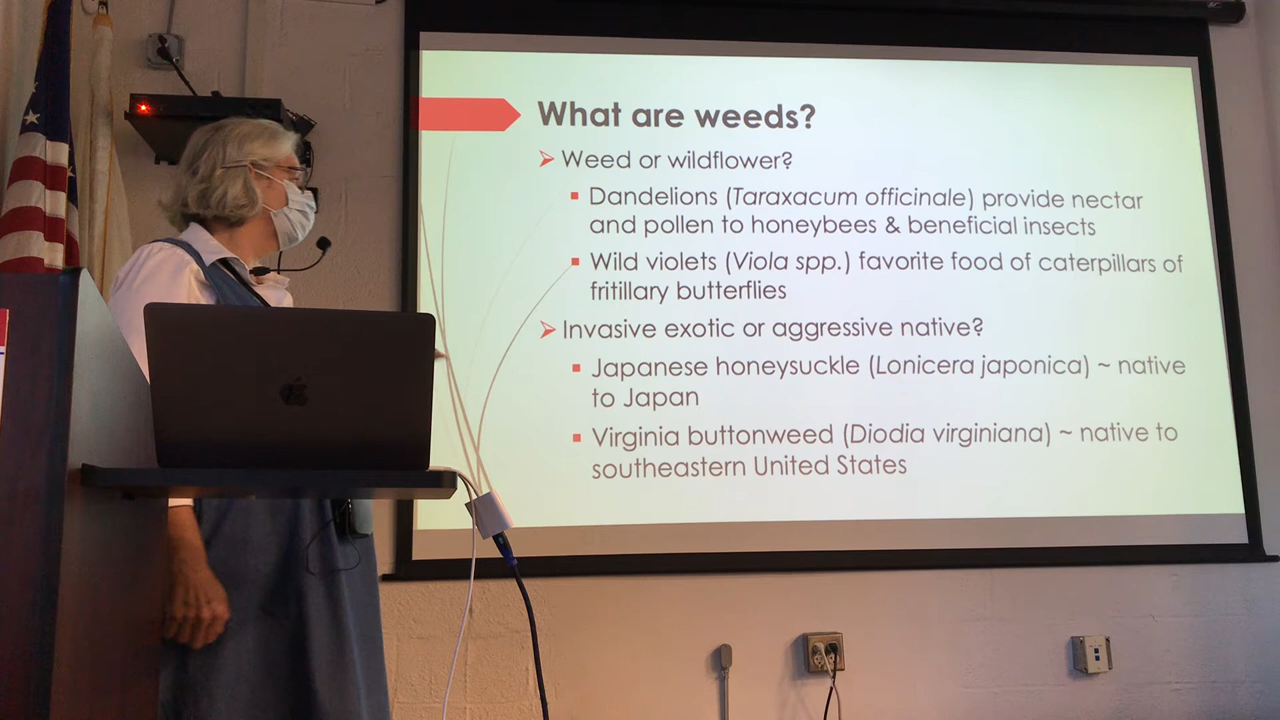 What are weeds?
Weed or wildflower?
Dandelions (Taraxacum officinale) provide nectar
and pollen to honeybees & beneficial insects
Wild violets (Viola spp.) favorite food of caterpillars of
fritillary butterflies
Invasive exotic or aggressive native?
Japanese honeysuckle (Lonicera japonica) ~ native
to Japan
Virginia buttonweed (Diodia virginiana) ~ native to
southeastern United States